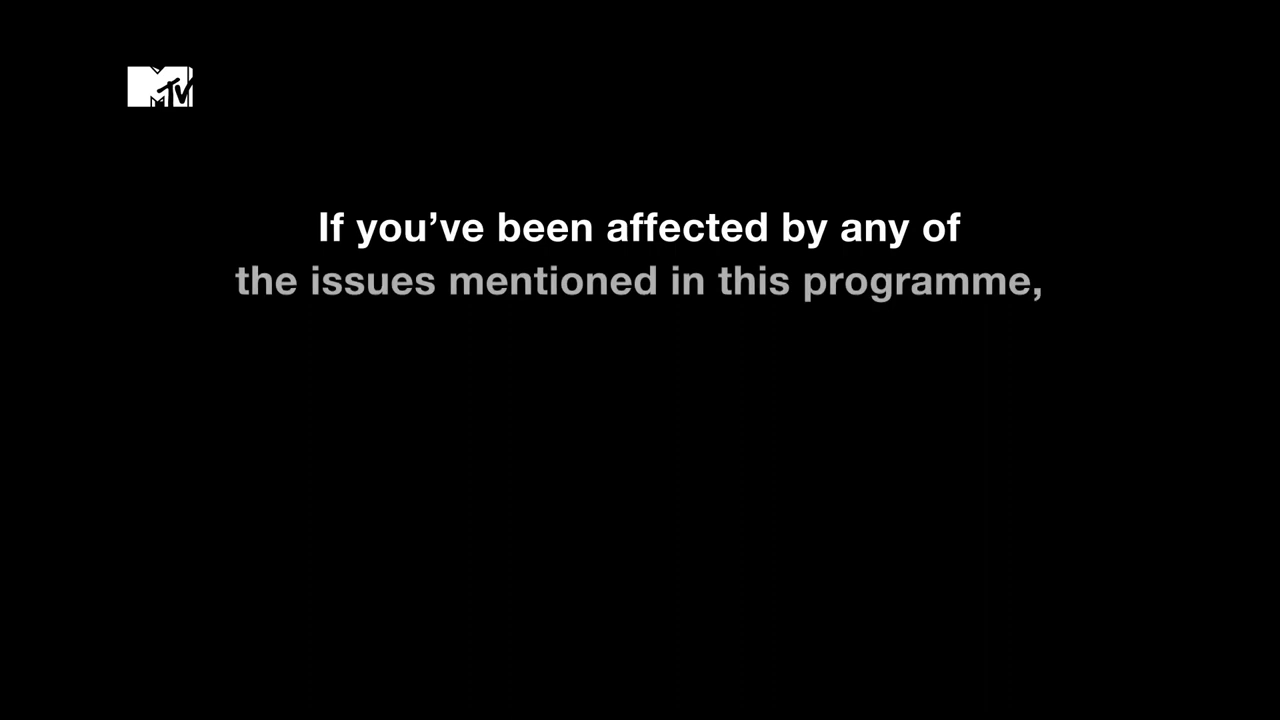 MTV
If you’ve been affected by any of
the issues mentioned in this programme,